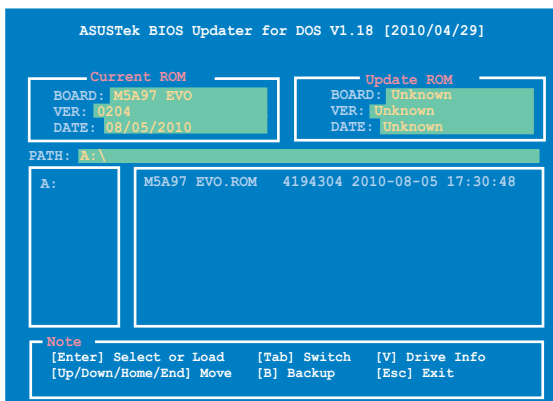 ASUSTek BIOS Updater for DOS V1.18 [2010/04/29]
Current ROM
BOARD: M5A97 EVO
VER: 0204
DATE: 08/05/2010
Update ROM
BOARD: Unknown
VER: Unknown
DATE: Unknown
PATH: A:\
A:
M5A97 EVO.ROM 4194304 2010-08-05 17:30:48
Note
[Enter] Select or Load [Tab] Switch [V] Drive Info
[Up/Down/Home/End] Move [B] Backup [Esc] Exit